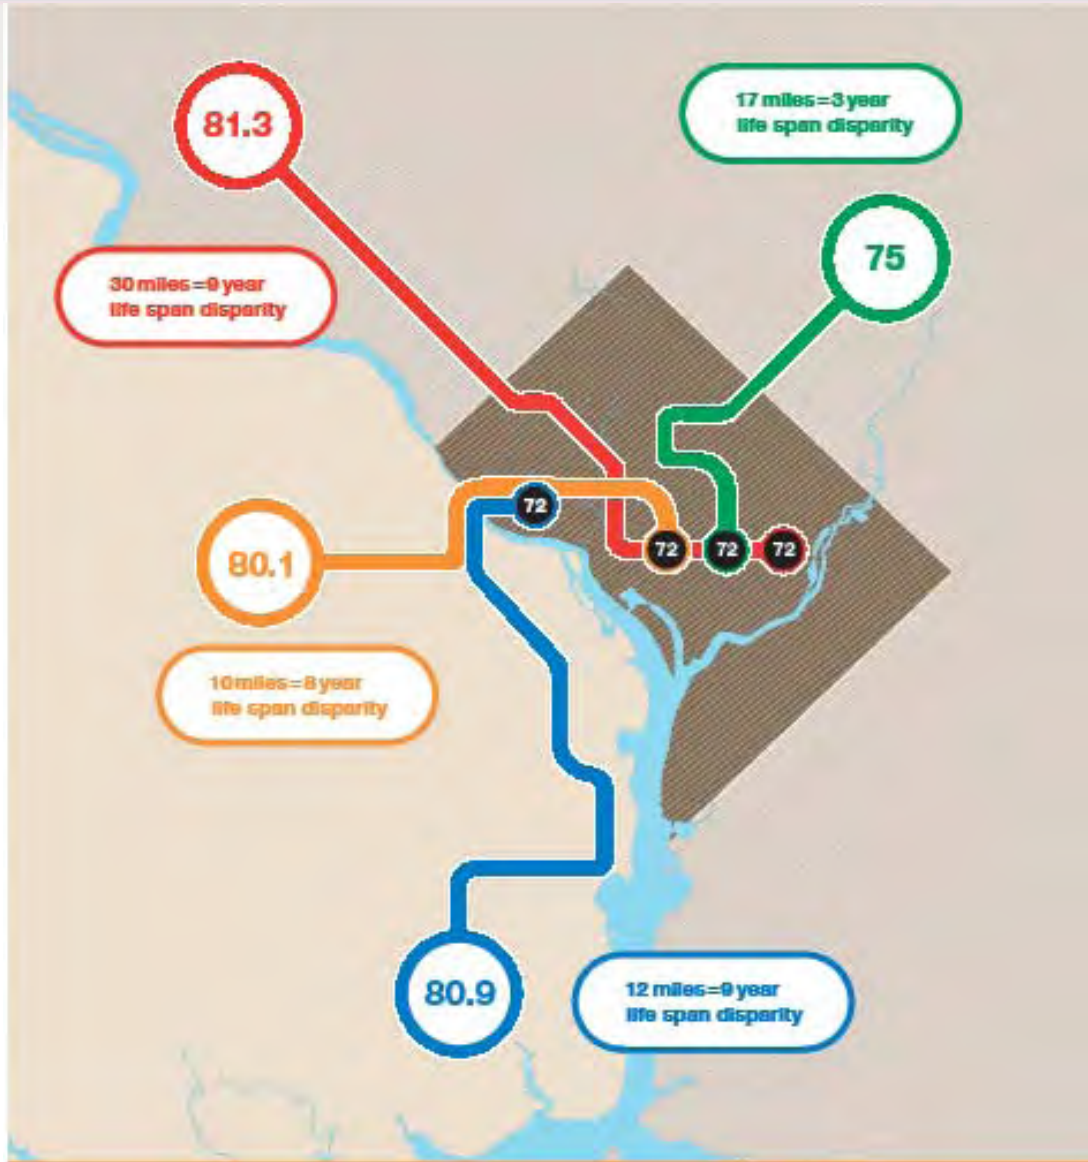 81.3
17 miles=3 year
life span disparity
75
30 miles=9 year
life span disparity
72
72
72
72
80.1
10 miles=8 year
life span disparity
80.9
12 miles=9 year
life span disparity